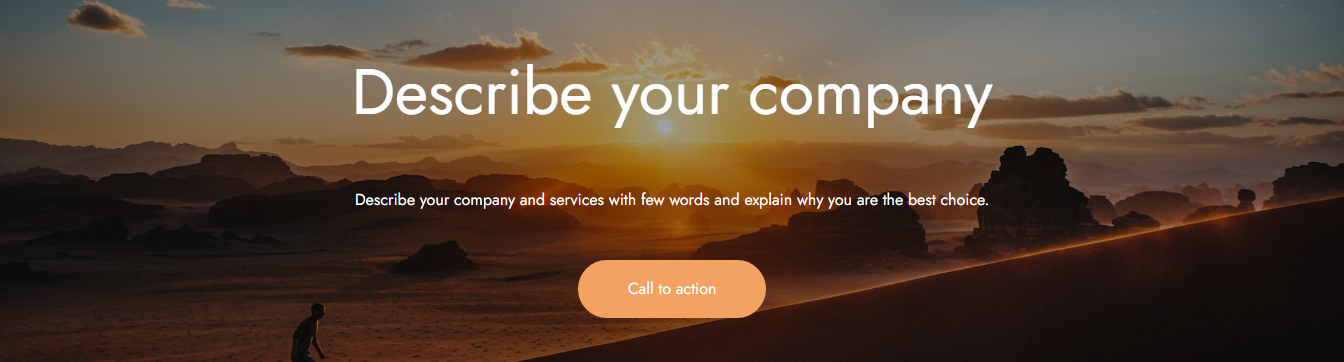 Describe your company
Describe your company and services with few words and explain why you are the best choice.
Call to action